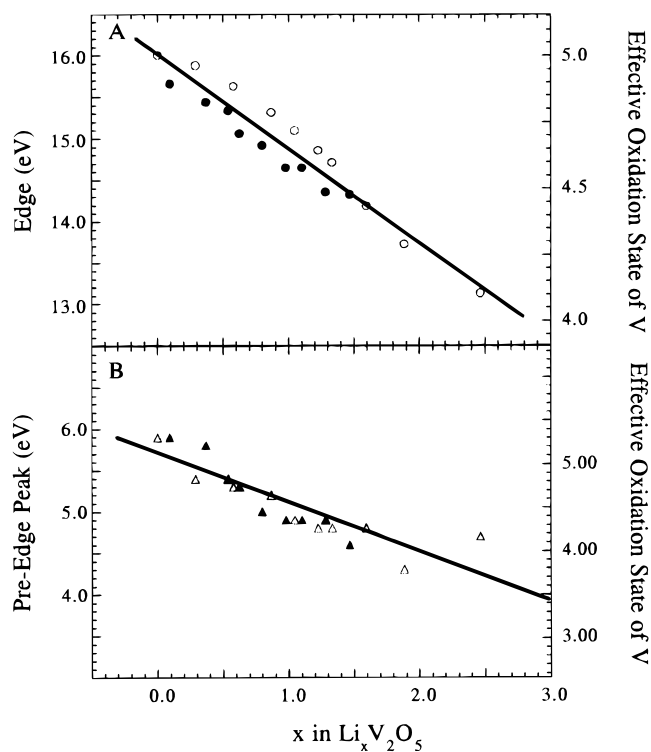 A
16.0
15.0
14.0
13.0
Edge (eV)
5.0
4.5
4.0
Effective Oxidation State of V
B
6.0
5.0
4.0
Pre-Edge Peak (eV)
5.00
4.00
3.00
Effective Oxidation State of V
0.0 1.0 2.0 3.0
x in LiₓV₂O₅